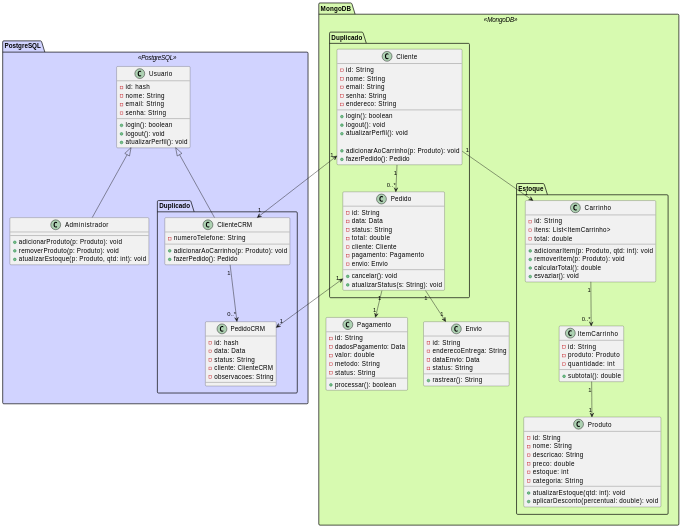 PostgreSQL
«PostgreSQL»
C Usuario
id: hash
nome: String
email: String
senha: String
login(): boolean
logout(): void
atualizarPerfil(): void
C Administrador
adicionarProduto(p: Produto): void
removerProduto(p: Produto): void
atualizarEstoque(p: Produto, qtd: int): void
Duplicado
C ClienteCRM
numeroTelefone: String
adicionarAoCarrinho(p: Produto): void
fazerPedido(): Pedido
1
0..*
C PedidoCRM
id: hash
data: Data
status: String
cliente: ClienteCRM
observacoes: String
1
1
1
1
MongoDB
«MongoDB»
Duplicado
C Cliente
id: String
nome: String
email: String
senha: String
endereco: String
login(): boolean
logout(): void
atualizarPerfil(): void
adicionarAoCarrinho(p: Produto): void
fazerPedido(): Pedido
1
0..*
1
1
C Pedido
id: String
data: Data
status: String
total: double
cliente: Cliente
pagamento: Pagamento
envio: Envio
cancelar(): void
atualizarStatus(s: String): void
1
1
1
1
C Pagamento
id: String
dadosPagamento: Data
valor: double
metodo: String
status: String
processar(): boolean
C Envio
id: String
enderecoEntrega: String
dataEnvio: Data
status: String
rastrear(): String
Estoque
C Carrinho
id: String
itens: List<ItemCarrinho>
total: double
adicionarItem(p: Produto, qtd: int): void
removerItem(p: Produto): void
calcularTotal(): double
esvaziar(): void
1
0..*
C ItemCarrinho
id: String
produto: Produto
quantidade: int
subtotal(): double
1
1
C Produto
id: String
nome: String
descricao: String
preco: double
estoque: int
categoria: String
atualizarEstoque(qtd: int): void
aplicarDesconto(percentual: double): void